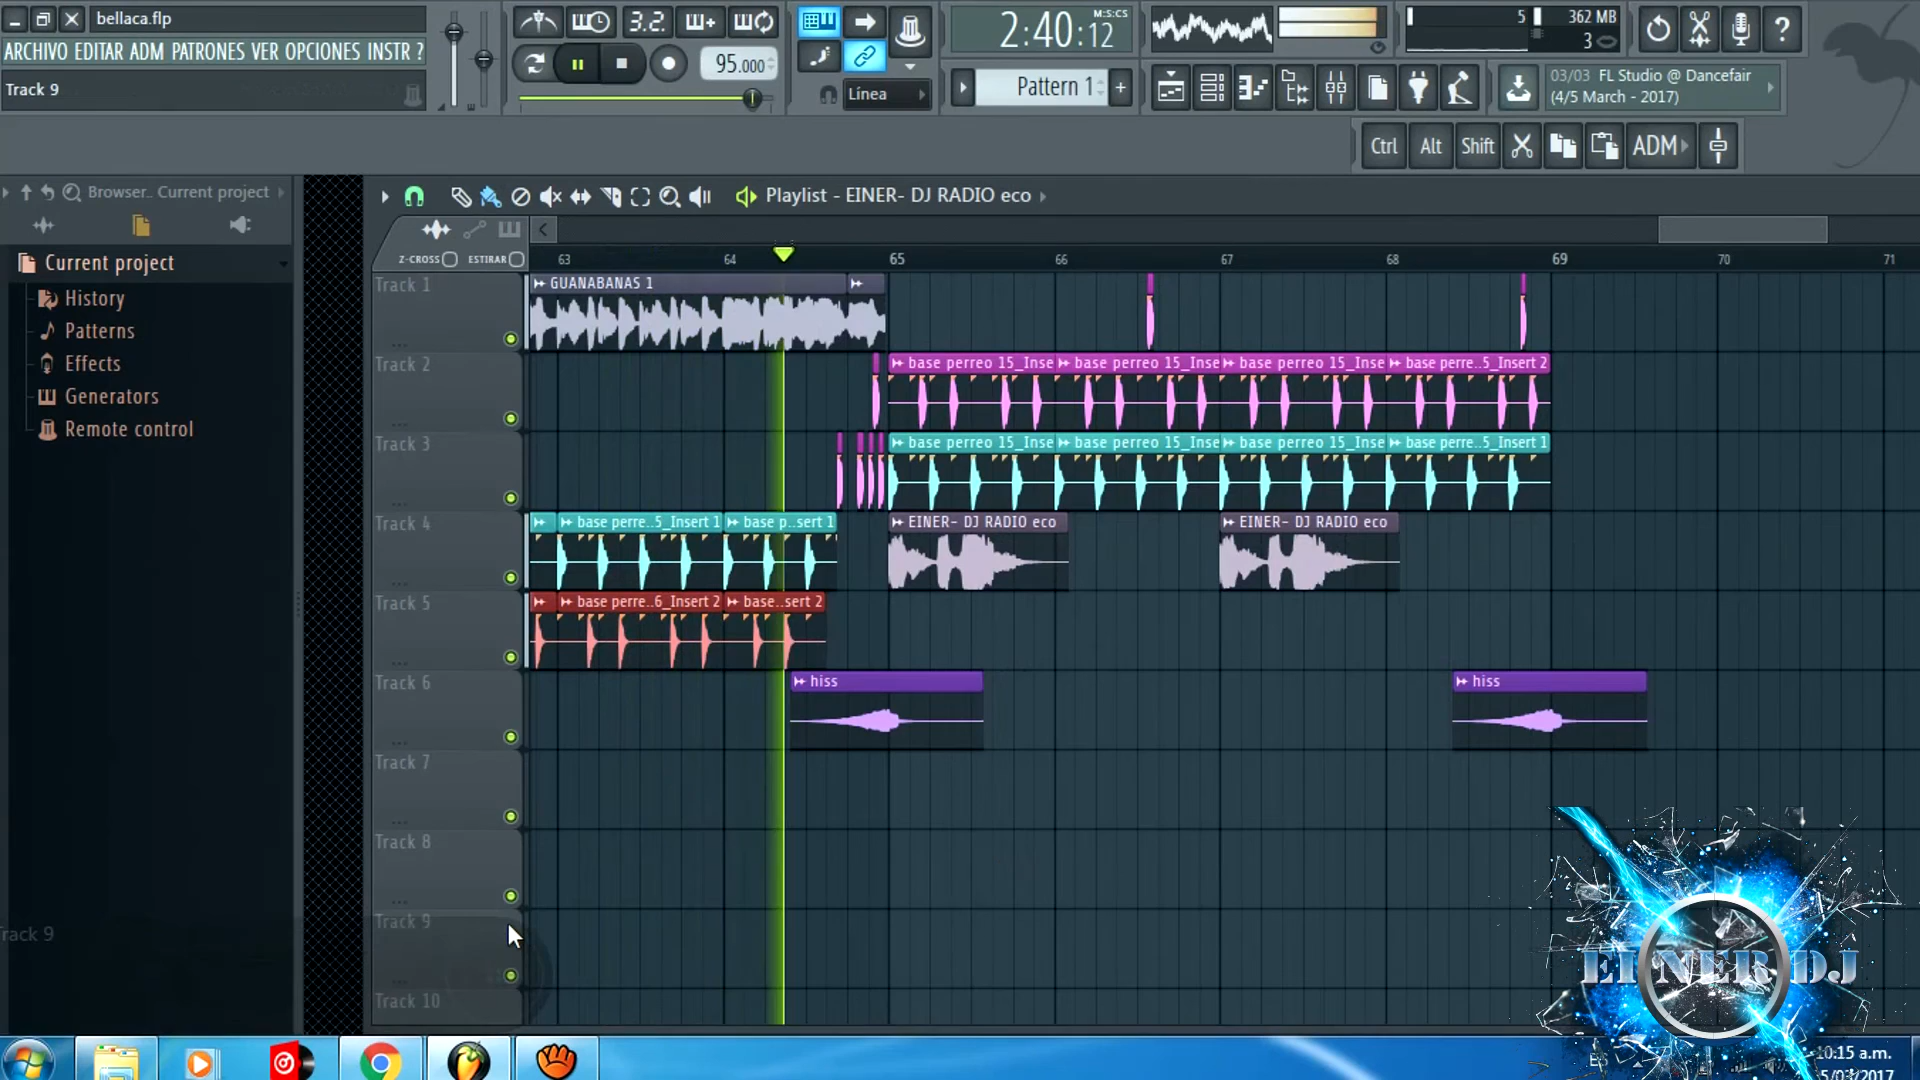 bellaca.flp
ARCHIVO EDITAR ADM PATRONES VER OPCIONES INSTR ?
Track 9
3.2.
95.000
Línea
2:40:12
M:S:CS
Pattern 1
+
5
362 MB
3
?
03/03 FL Studio @ Dancefair
(4/5 March - 2017)
Ctrl
Alt
Shift
ADM
Browser.. Current project
Current project
History
Patterns
Effects
Generators
Remote control
Playlist - EINER- DJ RADIO eco
Z-CROSS
ESTIRAR
63 64 65 66 67 68 69 70 71
Track 1
GUANABANAS 1
Track 2
base perreo 15_Inse
base perreo 15_Inse
base perreo 15_Inse
base perre..5_Insert 2
Track 3
base perreo 15_Inse
base perreo 15_Inse
base perreo 15_Inse
base perre..5_Insert 1
Track 4
base perre..5_Insert 1
base p..sert 1
EINER- DJ RADIO eco
EINER- DJ RADIO eco
Track 5
base perre..6_Insert 2
base..sert 2
Track 6
hiss
hiss
Track 7
Track 8
Track 9
rack 9
Track 10
EINER DJ
10:15 a.m.